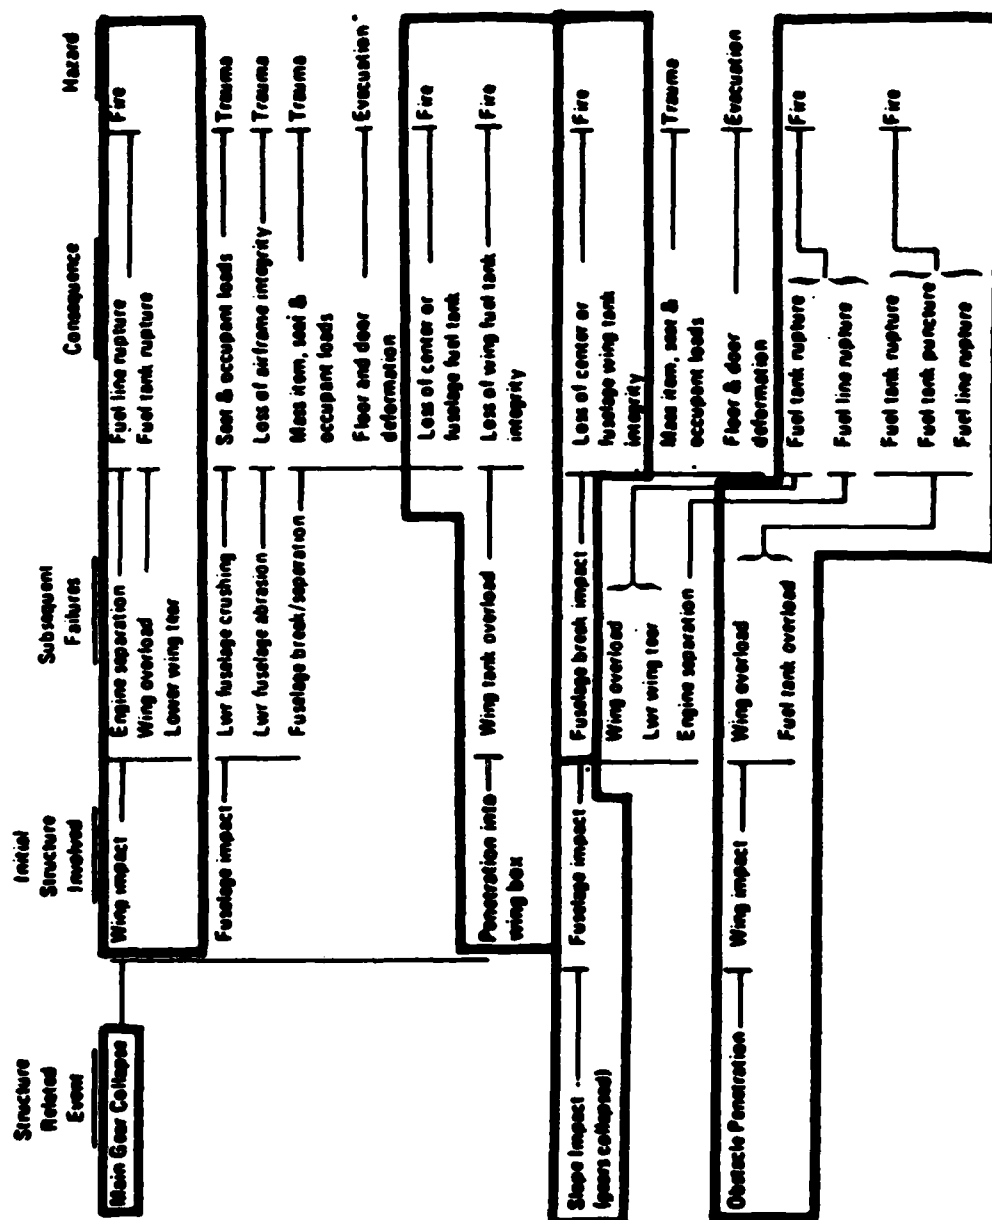 Structure
Related
Event
Initial
Structure
Involved
Subsequent
Failures
Consequence
Hazard
Main Gear Collapse
Wing impact
Engine separation
Wing overload
Lower wing tear
Fuel line rupture
Fuel tank rupture
Fire
Fuselage impact
Lwr fuselage crushing
Seat & occupant loads
Trauma
Lwr fuselage abrasion
Loss of airframe integrity
Trauma
Fuselage break/separation
Mass item, seat &
occupant loads
Trauma
Floor and door
deformation
Evacuation
Loss of center or
fuselage fuel tank
Fire
Penetration into
wing box
Wing tank overload
Loss of wing fuel tank
integrity
Fire
Slope Impact
(gears collapsed)
Fuselage impact
Fuselage break impact
Loss of center or
fuselage wing tank
integrity
Fire
Wing overload
Lwr wing tear
Engine separation
Mass item, seat &
occupant loads
Trauma
Floor & door
deformation
Evacuation
Fuel tank rupture
Fuel line rupture
Fire
Obstacle Penetration
Wing impact
Wing overload
Fuel tank overload
Fuel tank rupture
Fuel tank puncture
Fuel line rupture
Fire